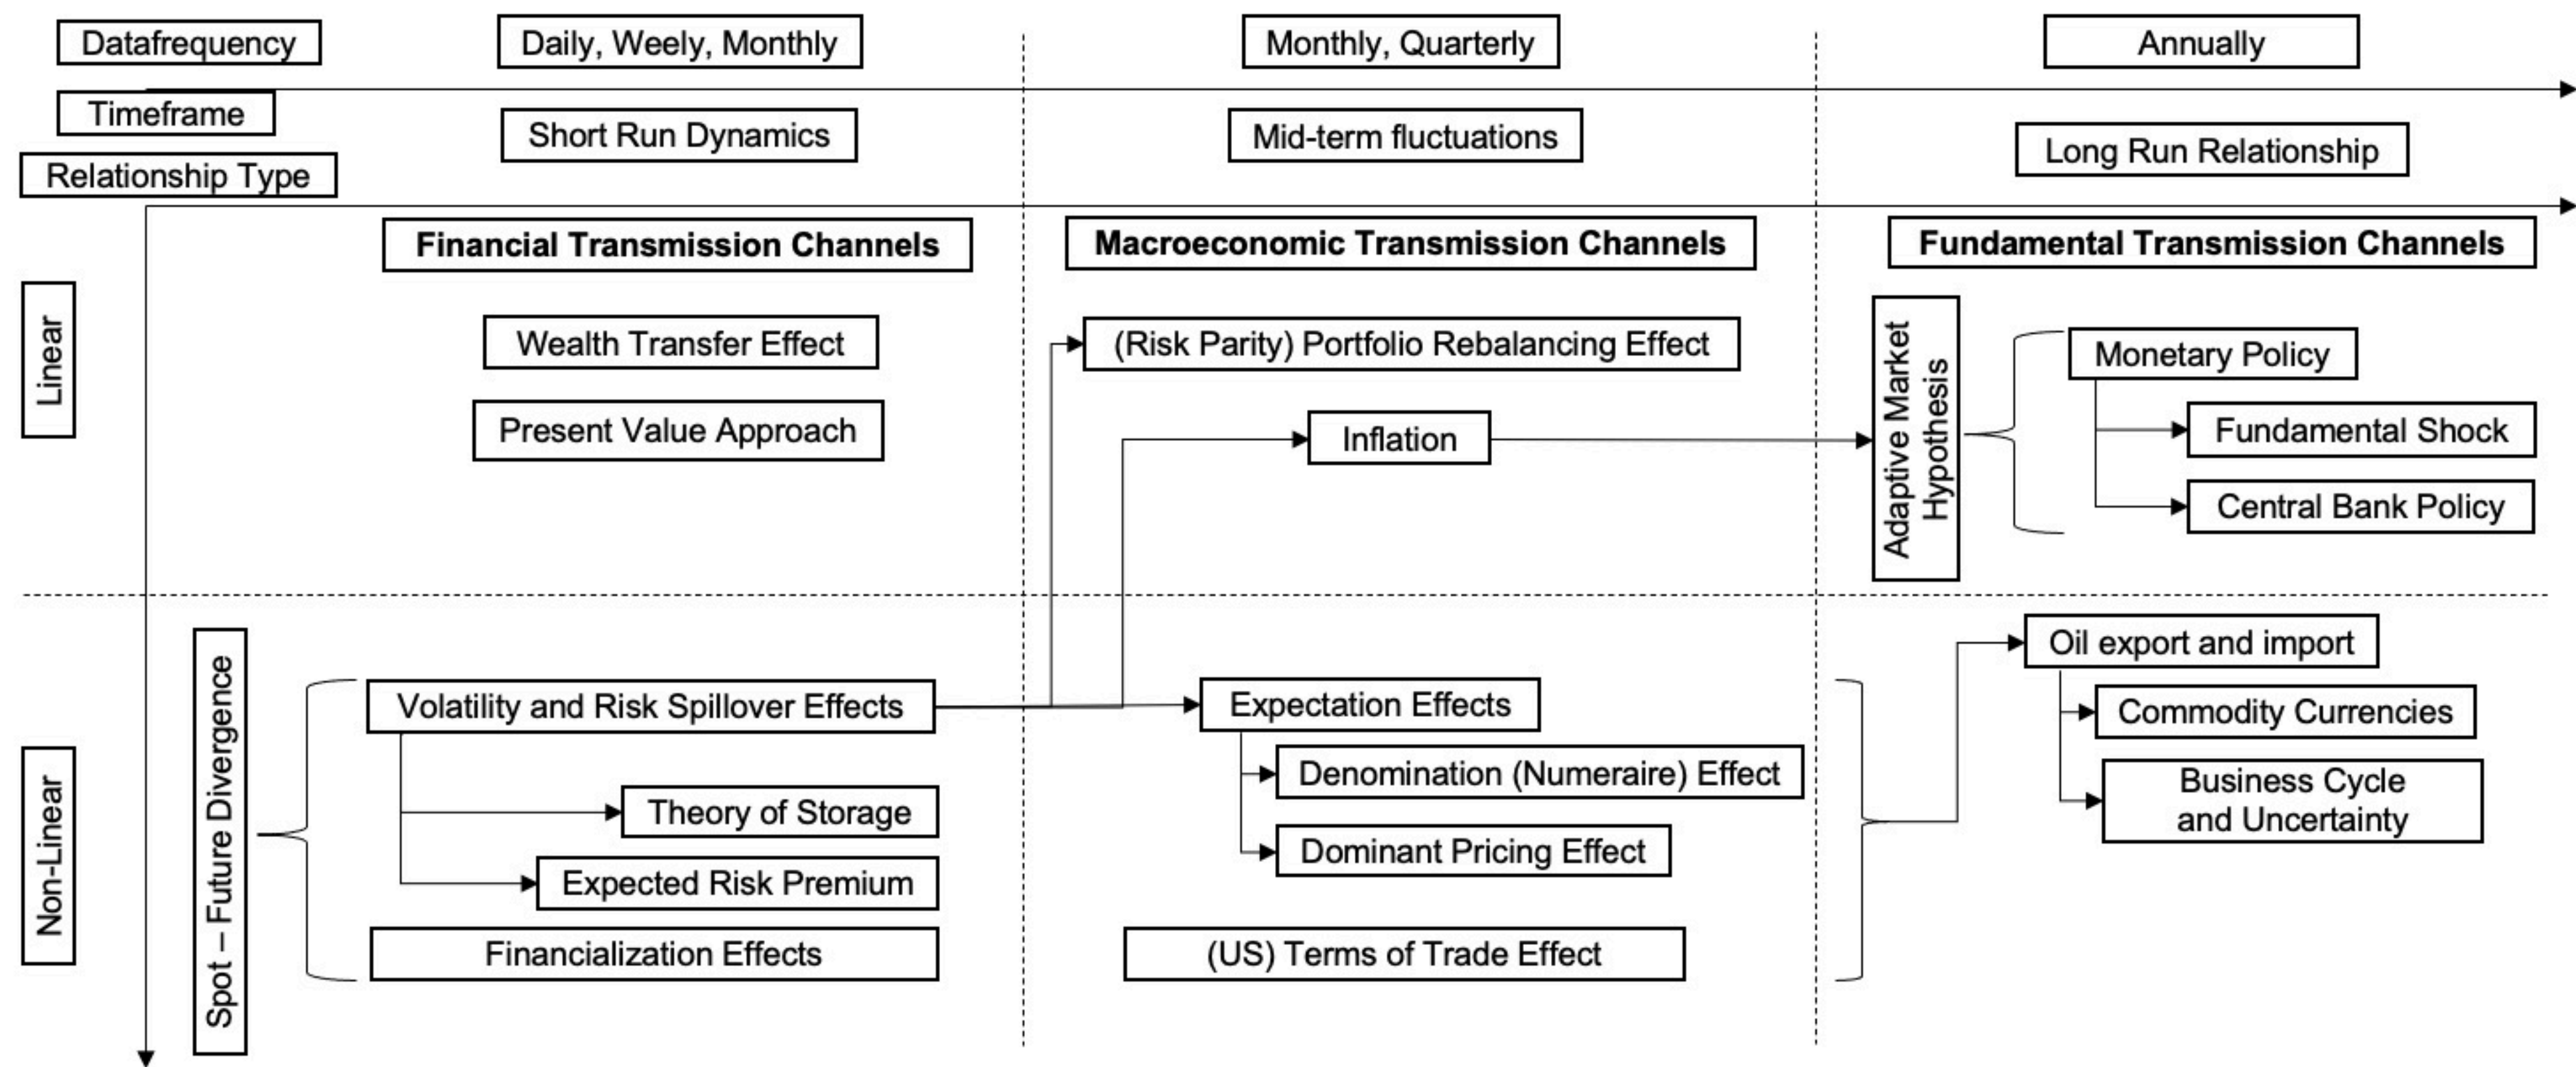 Datafrequency
Daily, Weely, Monthly
Monthly, Quarterly
Annually
Timeframe
Short Run Dynamics
Mid-term fluctuations
Long Run Relationship
Relationship Type
Financial Transmission Channels
Macroeconomic Transmission Channels
Fundamental Transmission Channels
Linear
Wealth Transfer Effect
Present Value Approach
(Risk Parity) Portfolio Rebalancing Effect
Inflation
Adaptive Market
Hypothesis
Monetary Policy
Fundamental Shock
Central Bank Policy
Non-Linear
Spot – Future Divergence
Volatility and Risk Spillover Effects
Theory of Storage
Expected Risk Premium
Financialization Effects
Expectation Effects
Denomination (Numeraire) Effect
Dominant Pricing Effect
(US) Terms of Trade Effect
Oil export and import
Commodity Currencies
Business Cycle
and Uncertainty